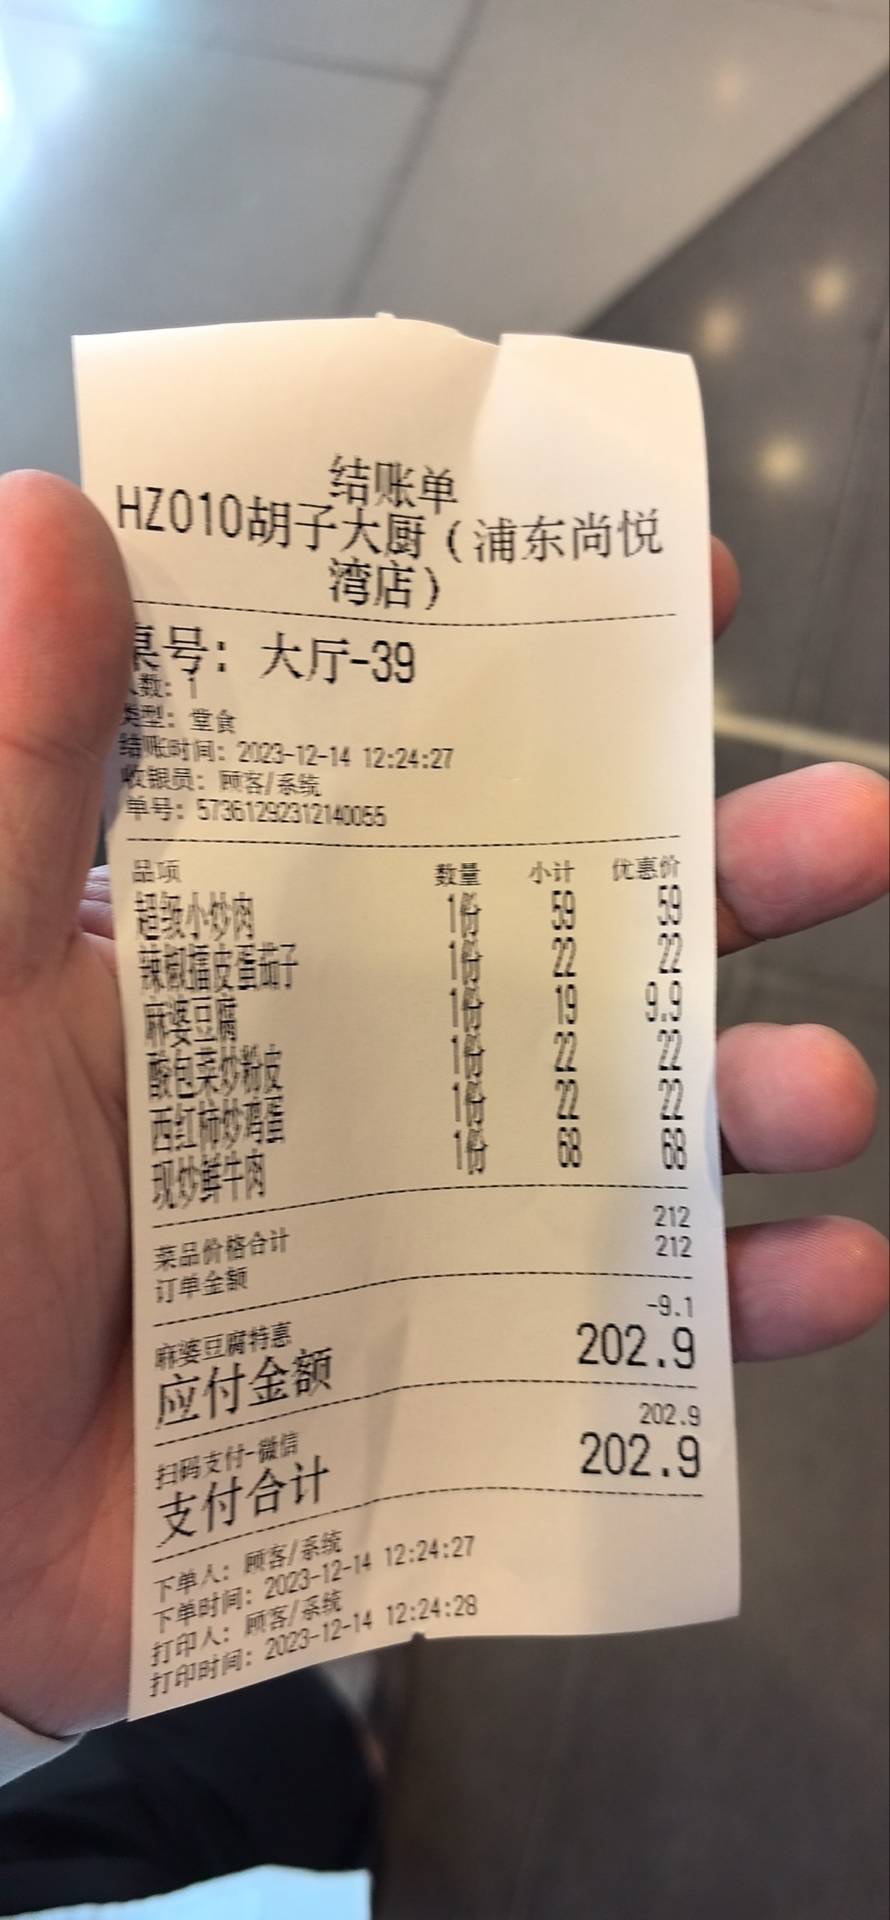 结账单
HZ010胡子大厨(浦东尚悦
湾店)
桌号: 大厅-39
人数: 1
类型: 堂食
结账时间: 2023-12-14 12:24:27
收银员: 顾客/系统
单号: 573612923121400​55
品项 数量 小计 优惠价
超级小炒肉 1份 59 59
辣椒擂皮蛋茄子 1份 22 22
麻婆豆腐 1份 19 9.9
酸包菜炒粉皮 1份 22 22
西红柿炒鸡蛋 1份 22 22
现炒鲜牛肉 1份 68 68
菜品价格合计 212
订单金额 212
麻婆豆腐特惠 -9.1
应付金额 202.9
扫码支付-微信 202.9
支付合计 202.9
下单人: 顾客/系统
下单时间: 2023-12-14 12:24:27
打印人: 顾客/系统
打印时间: 2023-12-14 12:24:28